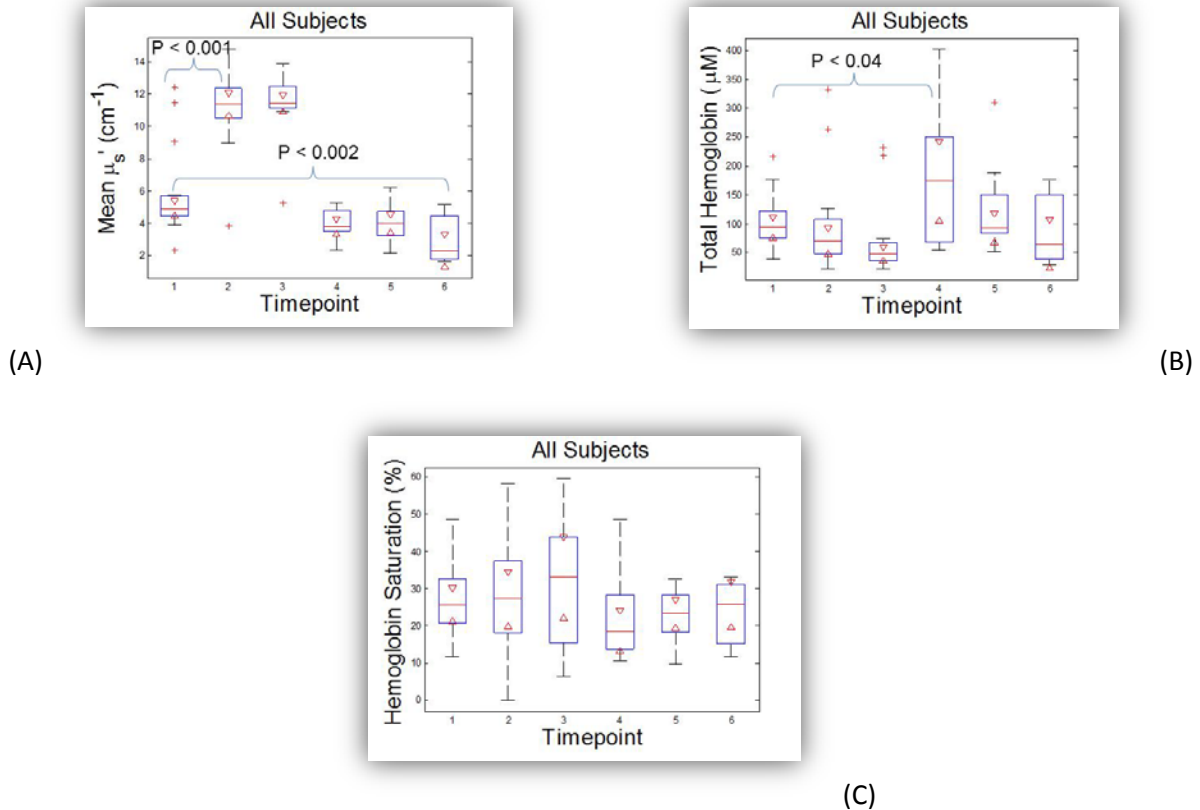 All Subjects
P < 0.001
P < 0.002
Mean μs' (cm⁻¹)
14
12
10
8
6
4
2
1 2 3 4 5 6
Timepoint
(A)
All Subjects
P < 0.04
Total Hemoglobin ( μM)
400
350
300
250
200
150
100
50
1 2 3 4 5 6
Timepoint
(B)
All Subjects
Hemoglobin Saturation (%)
60
50
40
30
20
10
0
1 2 3 4 5 6
Timepoint
(C)